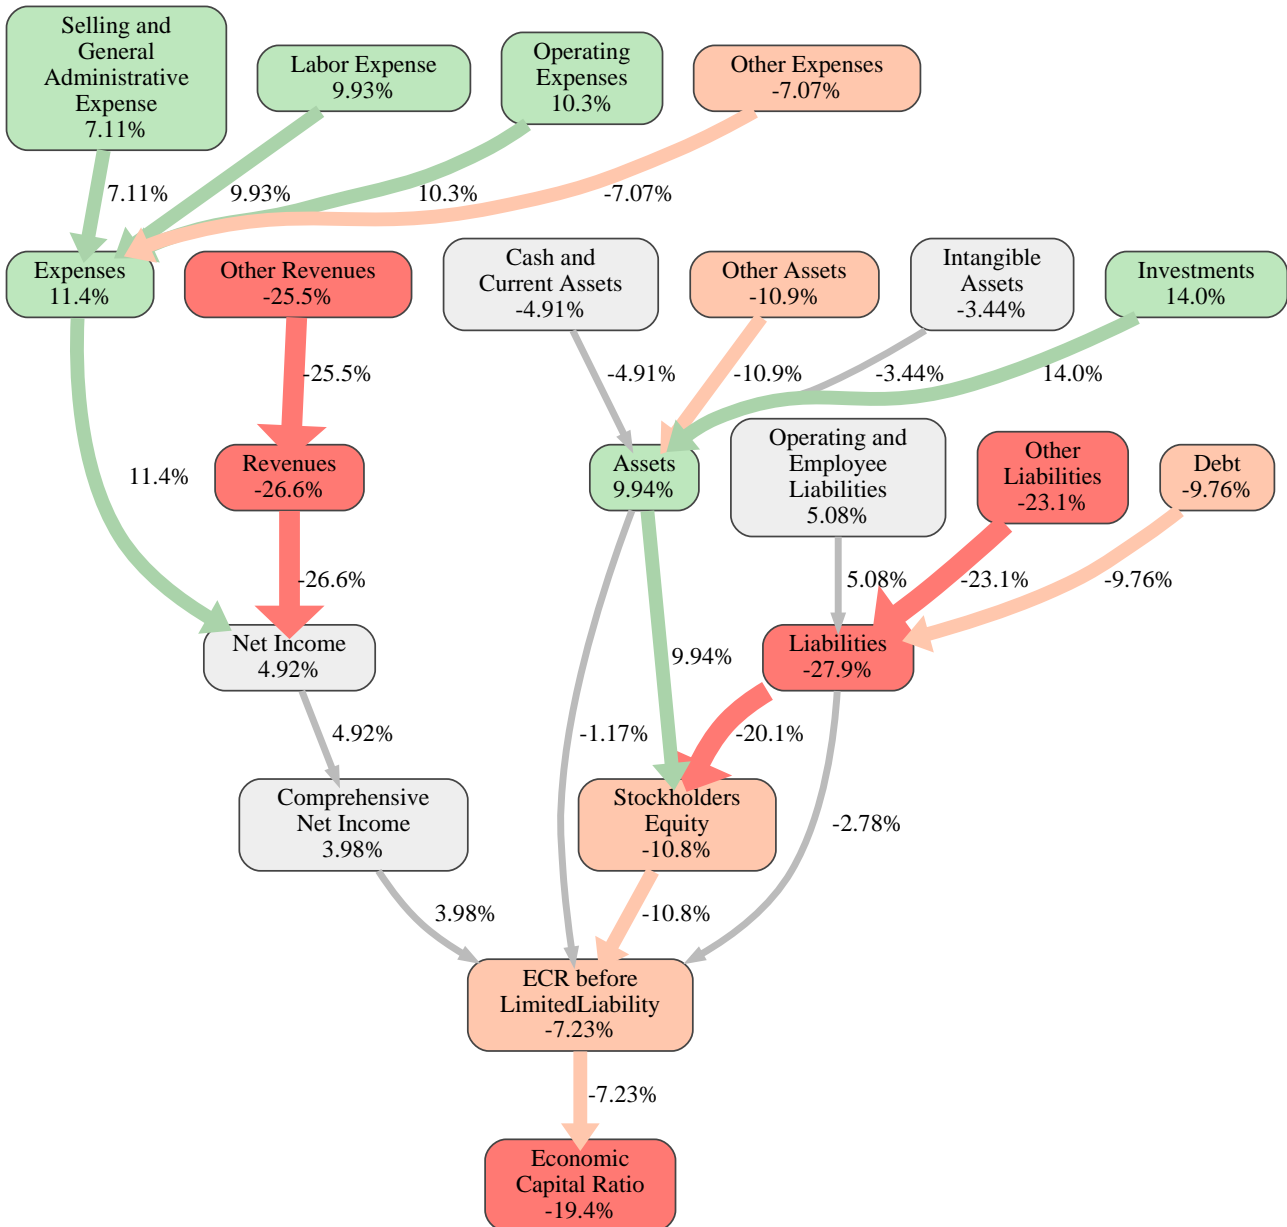 Selling and
General
Administrative
Expense
7.11%
Labor Expense
9.93%
Operating
Expenses
10.3%
Other Expenses
-7.07%
7.11%
9.93%
10.3%
-7.07%
Expenses
11.4%
Other Revenues
-25.5%
Cash and
Current Assets
-4.91%
Other Assets
-10.9%
Intangible
Assets
-3.44%
Investments
14.0%
-25.5%
-4.91%
-10.9%
-3.44%
14.0%
Revenues
-26.6%
Assets
9.94%
Operating and
Employee
Liabilities
5.08%
Other
Liabilities
-23.1%
Debt
-9.76%
11.4%
-26.6%
5.08%
-23.1%
-9.76%
Net Income
4.92%
9.94%
Liabilities
-27.9%
4.92%
-1.17%
-20.1%
Comprehensive
Net Income
3.98%
Stockholders
Equity
-10.8%
-2.78%
3.98%
-10.8%
ECR before
LimitedLiability
-7.23%
-7.23%
Economic
Capital Ratio
-19.4%